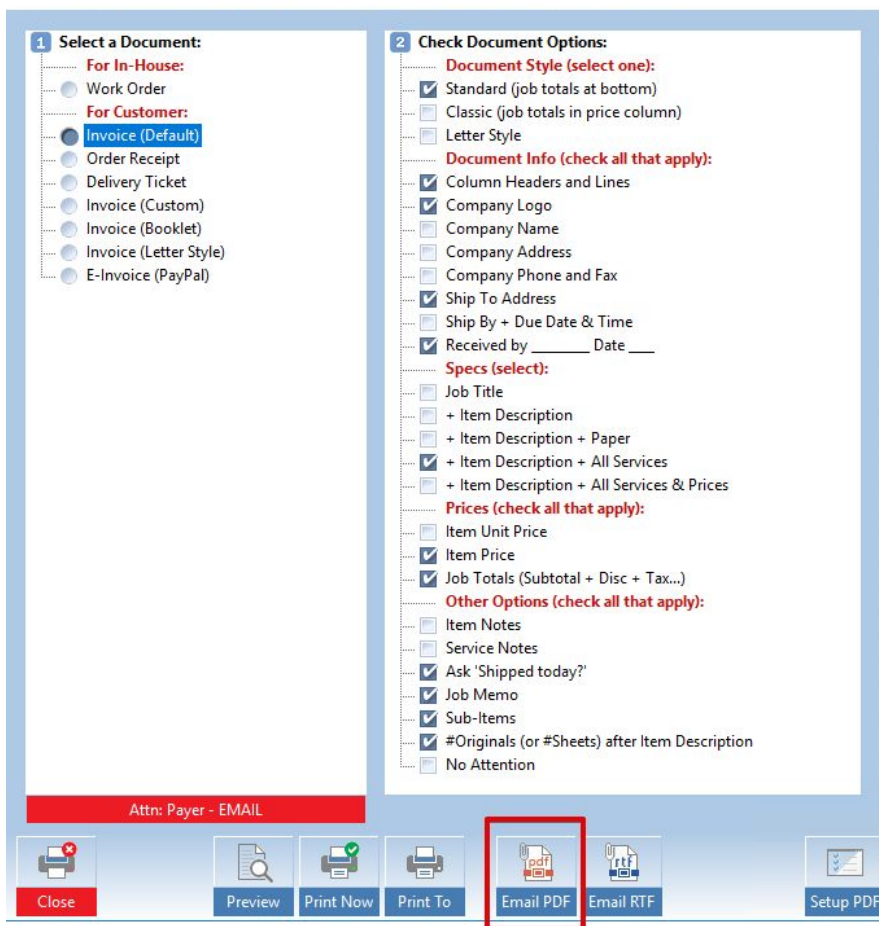 1 Select a Document:
For In-House:
Work Order
For Customer:
Invoice (Default)
Order Receipt
Delivery Ticket
Invoice (Custom)
Invoice (Booklet)
Invoice (Letter Style)
E-Invoice (PayPal)
Attn: Payer - EMAIL
2 Check Document Options:
Document Style (select one):
Standard (job totals at bottom)
Classic (job totals in price column)
Letter Style
Document Info (check all that apply):
Column Headers and Lines
Company Logo
Company Name
Company Address
Company Phone and Fax
Ship To Address
Ship By + Due Date & Time
Received by _______ Date ___
Specs (select):
Job Title
+ Item Description
+ Item Description + Paper
+ Item Description + All Services
+ Item Description + All Services & Prices
Prices (check all that apply):
Item Unit Price
Item Price
Job Totals (Subtotal + Disc + Tax...)
Other Options (check all that apply):
Item Notes
Service Notes
Ask 'Shipped today?'
Job Memo
Sub-Items
#Originals (or #Sheets) after Item Description
No Attention
pdf
rtf
Close
Preview
Print Now
Print To
Email PDF
Email RTF
Setup PDF